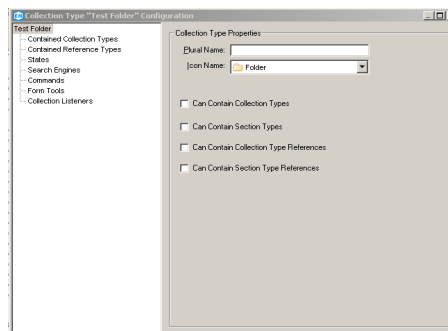 Collection Type "Test Folder" Configuration
Test Folder
Contained Collection Types
Contained Reference Types
States
Search Engines
Commands
Form Tools
Collection Listeners
Collection Type Properties
Plural Name:
Icon Name: Folder
Can Contain Collection Types
Can Contain Section Types
Can Contain Collection Type References
Can Contain Section Type References